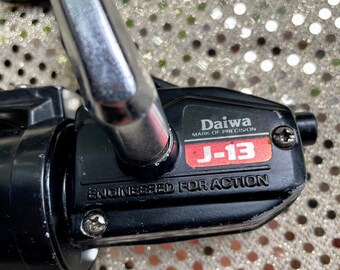 Daiwa
MARK OF PRECISION
J-13
ENGINEERED FOR ACTION